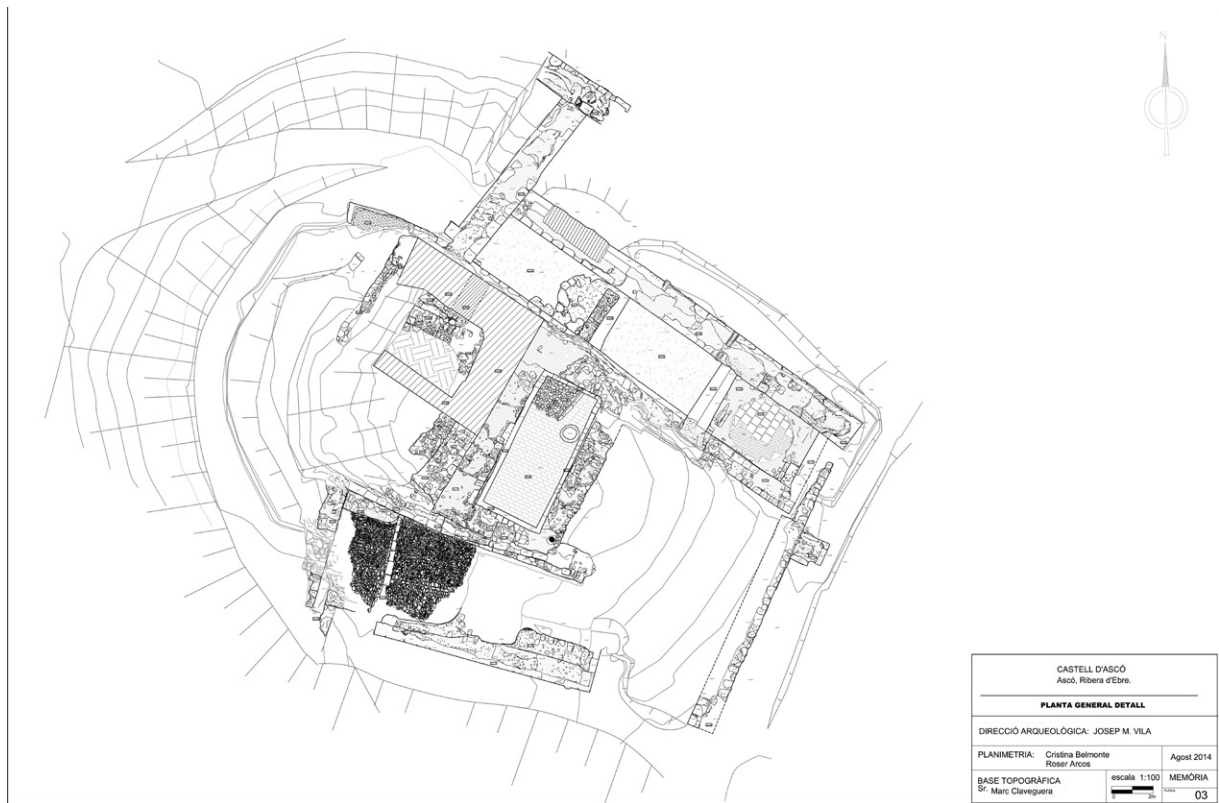 N
CASTELL D'ASCÓ
Ascó, Ribera d'Ebre.
PLANTA GENERAL DETALL
DIRECCIÓ ARQUEOLÒGICA: JOSEP M. VILA
PLANIMETRIA: Cristina Belmonte
Roser Arcos
Agost 2014
BASE TOPOGRÀFICA
Sr. Marc Claveguera
escala 1:100
0 2m
MEMÒRIA
03